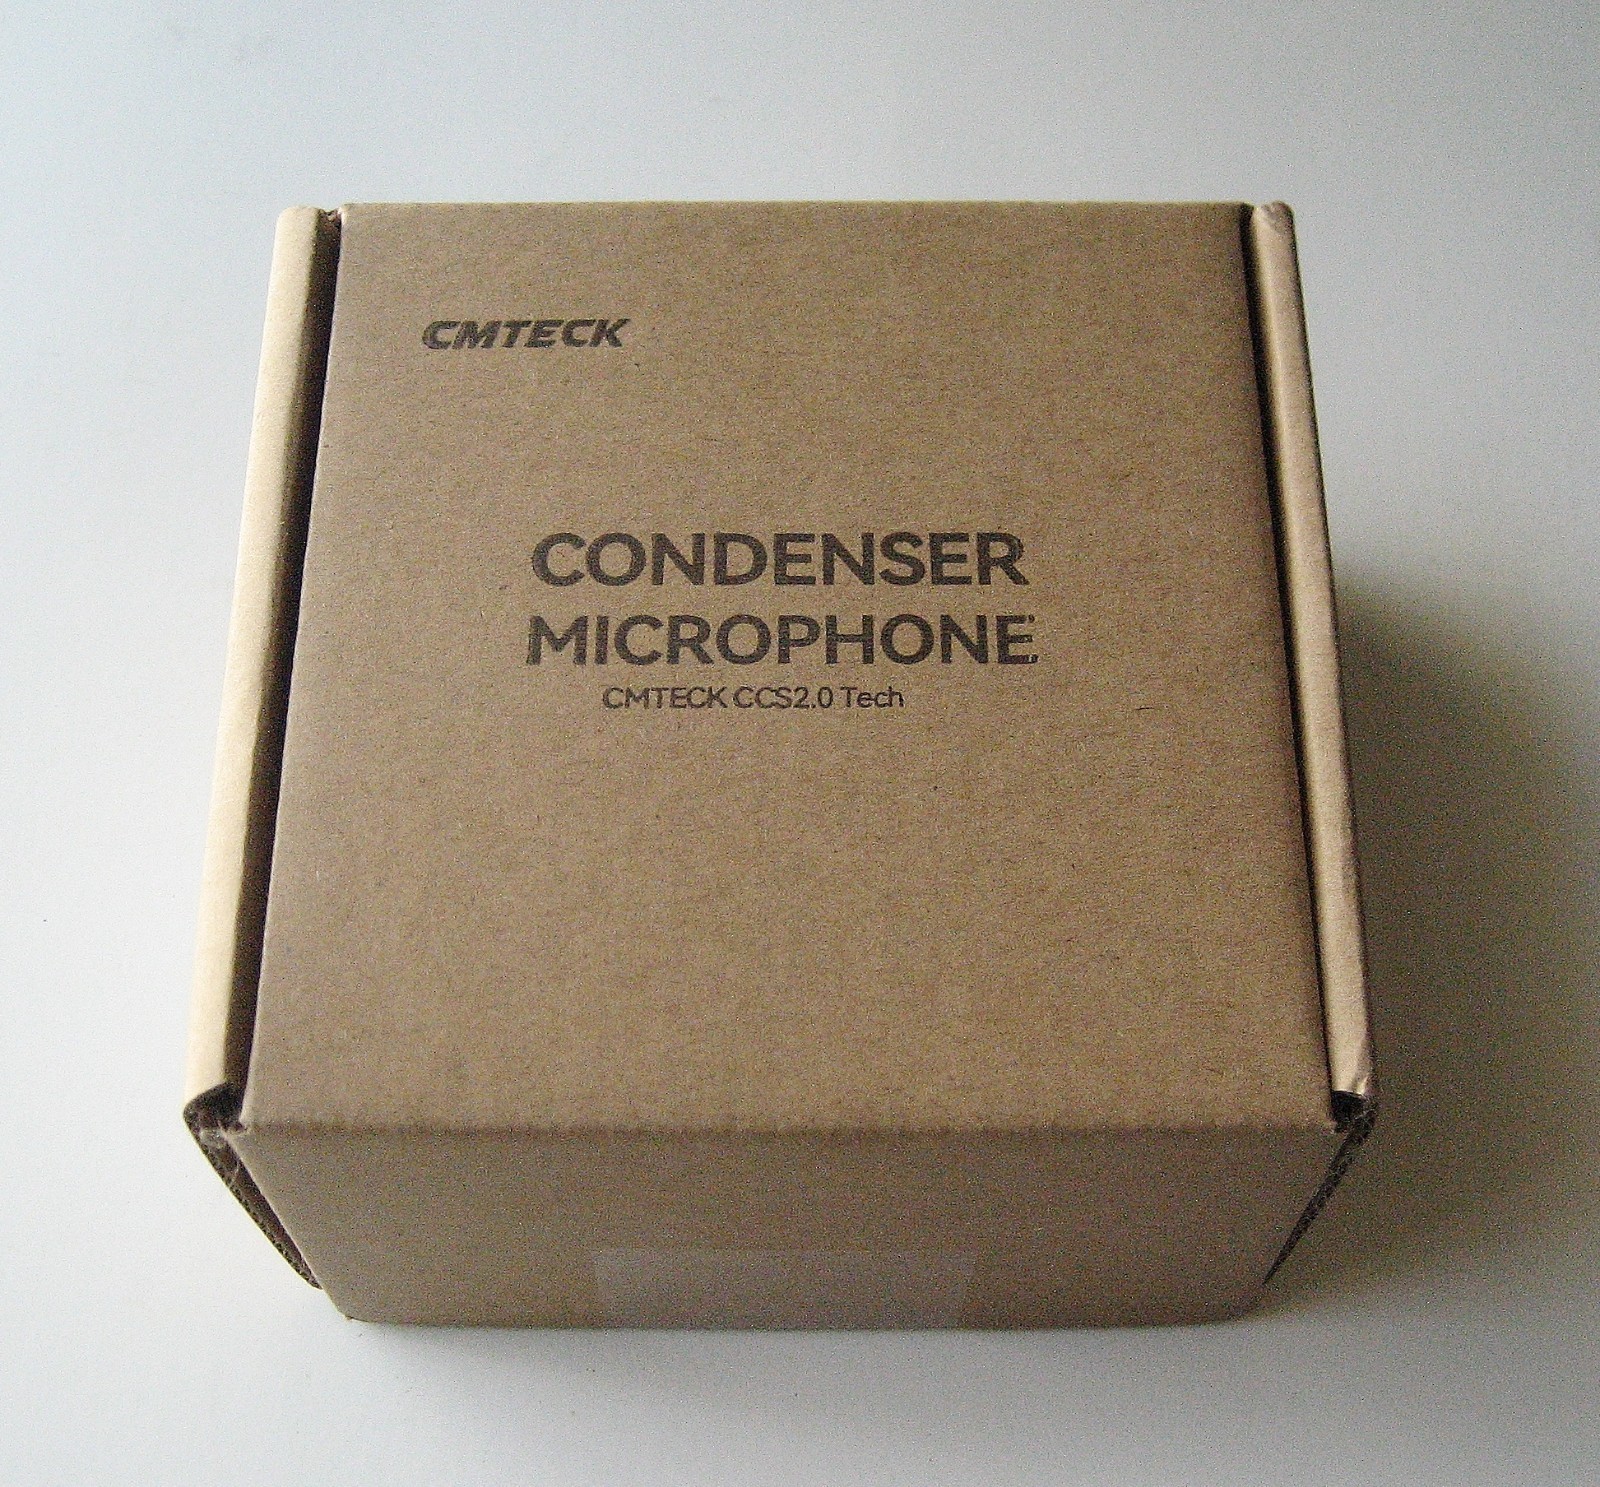 CMTECK
CONDENSER
MICROPHONE
CMTECK CCS2.0 Tech